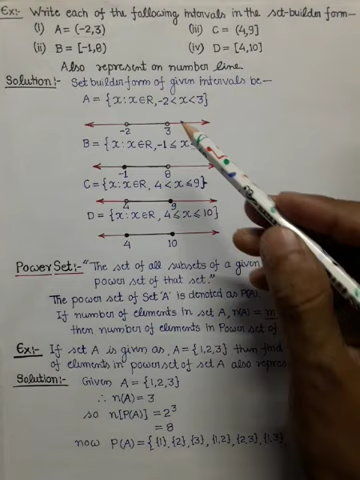 Ex:- Write each of the following intervals in the set-builder form-
(i) A = (-2,3) (iii) C = (4,9]
(ii) B = [-1,8) (iv) D = [4,10]
Also represent on number line.
Solution:- Set builder form of given intervals be-
A = {x:x∈R, -2<x<3}
-2 3
B = {x:x∈R, -1≤x<
-1 8
C = {x:x∈R, 4<x≤9}
4 9
D = {x:x∈R, 4≤x≤10}
4 10
Power Set:- "The set of all subsets of a given
power set of that set."
The power set of Set 'A' is denoted as P(A).
If number of elements in set A, n(A) = m
then number of elements in Power set of
Ex:- If set A is given as, A = {1,2,3} then find
of elements in powerset of set A also repres
Solution:- Given A = {1,2,3}
∴ n(A) = 3
so n[P(A)] = 2³
= 8
now P(A) = {{1},{2},{3},{1,2},{2,3},{1,3},